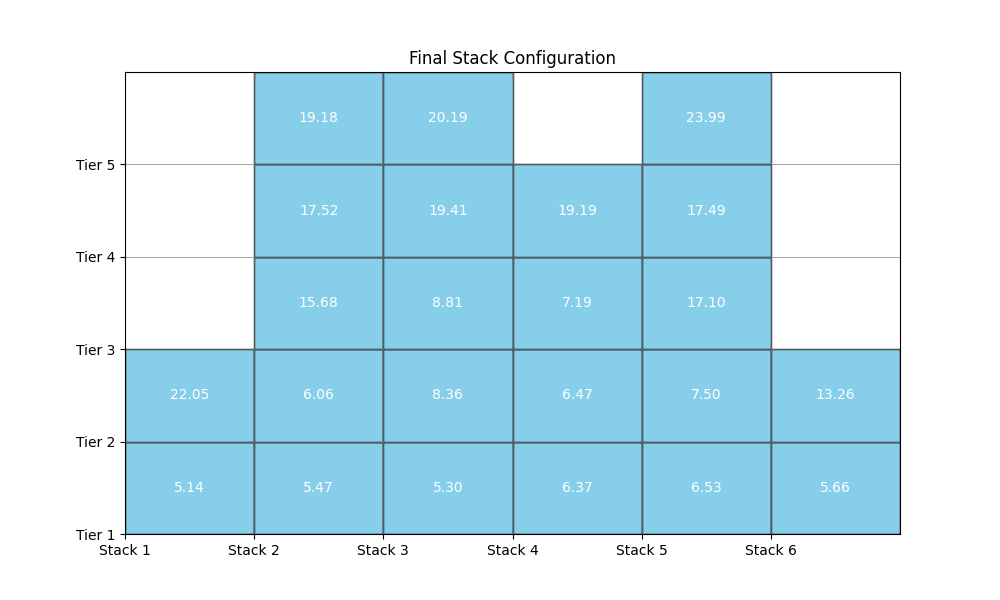 Final Stack Configuration
19.18 20.19 23.99
Tier 5
17.52 19.41 19.19 17.49
Tier 4
15.68 8.81 7.19 17.10
Tier 3
22.05 6.06 8.36 6.47 7.50 13.26
Tier 2
5.14 5.47 5.30 6.37 6.53 5.66
Tier 1
Stack 1 Stack 2 Stack 3 Stack 4 Stack 5 Stack 6